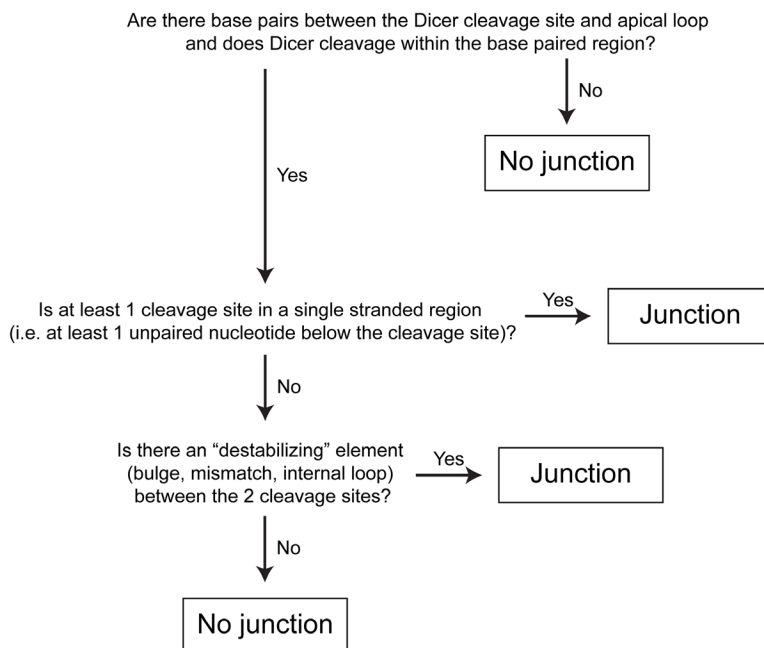 Are there base pairs between the Dicer cleavage site and apical loop
and does Dicer cleavage within the base paired region?
No
No junction
Yes
Is at least 1 cleavage site in a single stranded region
(i.e. at least 1 unpaired nucleotide below the cleavage site)?
Yes
Junction
No
Is there an “destabilizing” element
(bulge, mismatch, internal loop)
between the 2 cleavage sites?
Yes
Junction
No
No junction